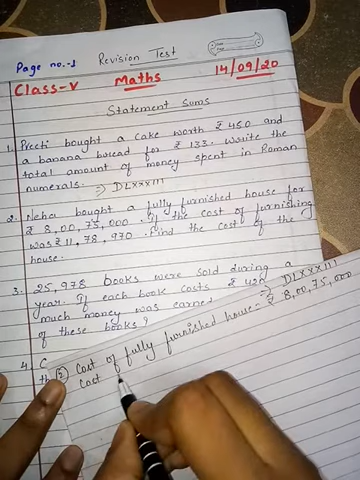 Page no.-1
Revision Test
Class-V
Maths
14/09/20
Statement Sums
1. Preeti bought a cake worth ₹ 450 and
a banana bread for ₹ 133. Write the
total amount of money spent in Roman
numerals. ⇒ DLXXXIII
2. Neha bought a fully furnished house for
₹ 8,00,75,000. If the cost of furnishing
was ₹ 11,78,970. Find the cost of the
house.
3. 25,978 books were sold during a
year. If each book costs ₹ 420
much money was earned
of these books?
4. C
th
⇒ DLXXXIII
② Cost of fully furnished house = ₹ 8,00,75,000
Cost